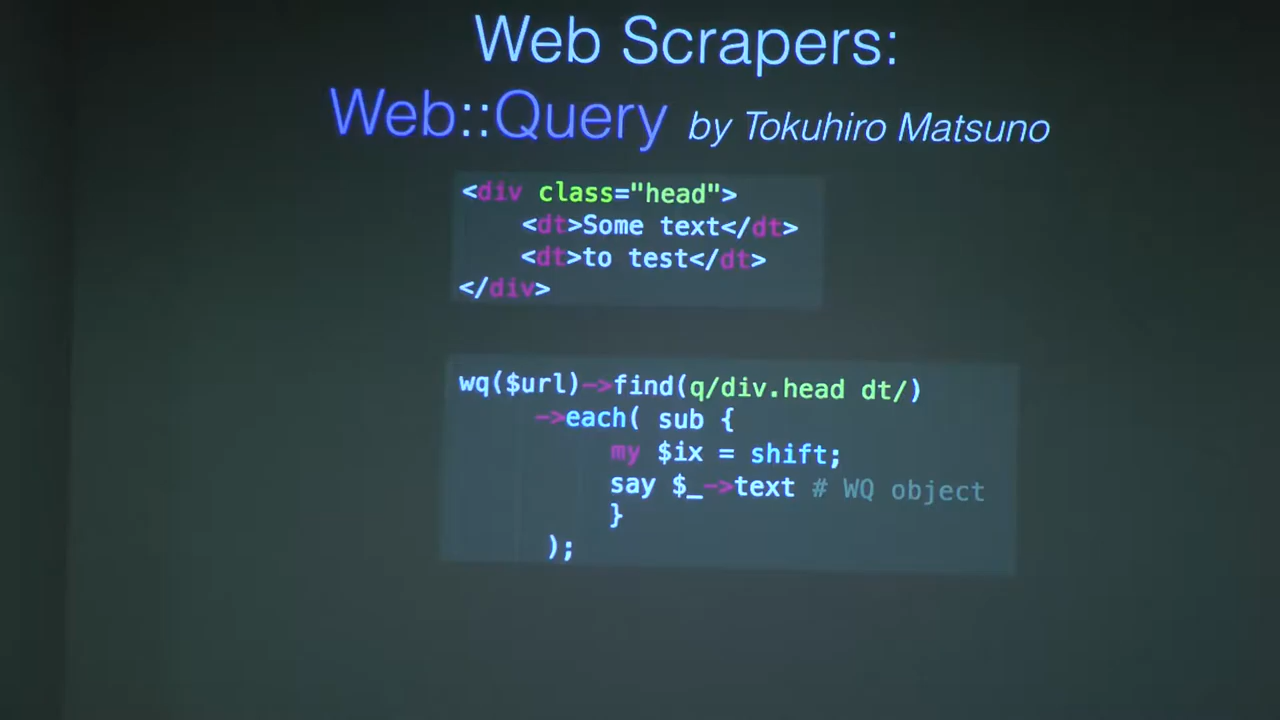 Web Scrapers:
Web::Query by Tokuhiro Matsuno
<div class="head">
<dt>Some text</dt>
<dt>to test</dt>
</div>
wq($url)->find(q/div.head dt/)
->each( sub {
my $ix = shift;
say $_->text # WQ object
}
);